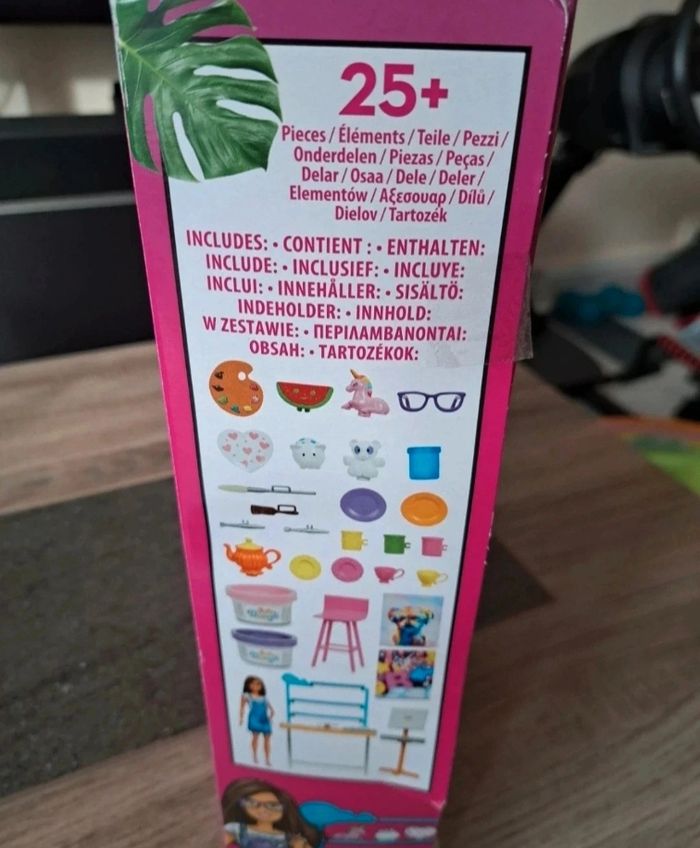 25+
Pieces / Éléments / Teile / Pezzi /
Onderdelen / Piezas / Peças /
Delar / Osaa / Dele / Deler /
Elementów / Αξεσουαρ / Dílů /
Dielov / Tartozék
INCLUDES: • CONTIENT : • ENTHALTEN:
INCLUDE: • INCLUSIEF: • INCLUYE:
INCLUI: • INNEHÅLLER: • SISÄLTÖ:
INDEHOLDER: • INNHOLD:
W ZESTAWIE: • ΠΕΡΙΛΑΜΒΑΝΟΝΤΑΙ:
OBSAH: • TARTOZÉKOK: